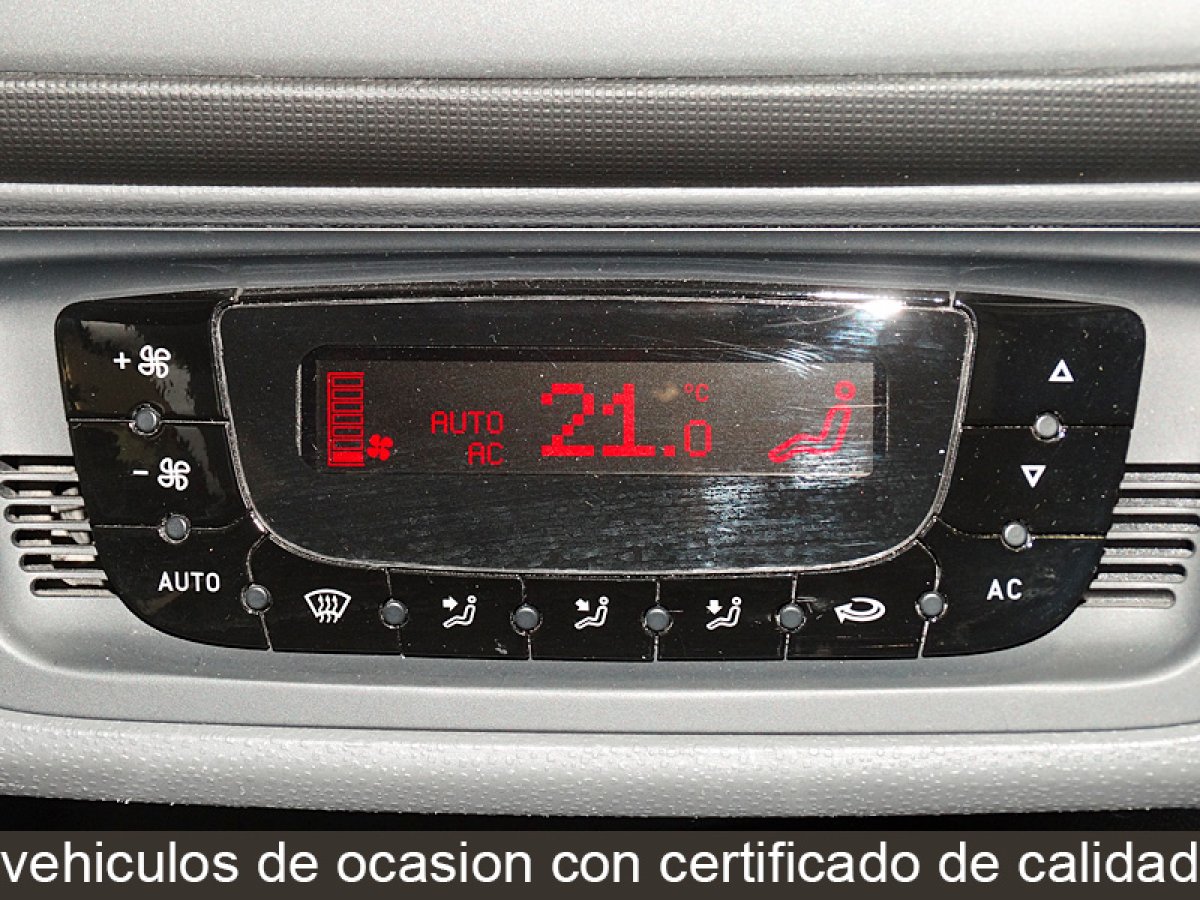 +
-
AUTO
AC
21.0
°C
AUTO
AC
vehiculos de ocasion con certificado de calidad